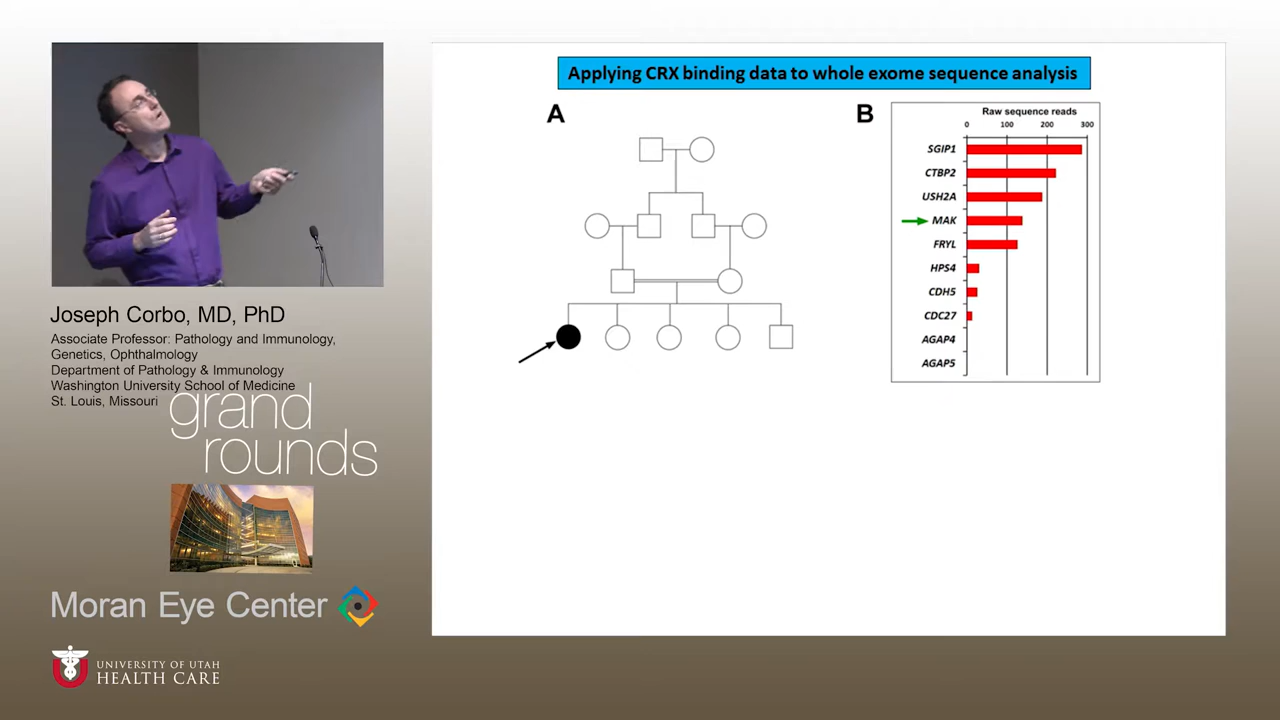 Applying CRX binding data to whole exome sequence analysis
A
B
Raw sequence reads
0 100 200 300
SGIP1
CTBP2
USH2A
MAK
FRYL
HPS4
CDH5
CDC27
AGAP4
AGAP5
Joseph Corbo, MD, PhD
Associate Professor: Pathology and Immunology,
Genetics, Ophthalmology
Department of Pathology & Immunology
Washington University School of Medicine
St. Louis, Missouri
grand
rounds
Moran Eye Center
U
UNIVERSITY OF UTAH
HEALTH CARE